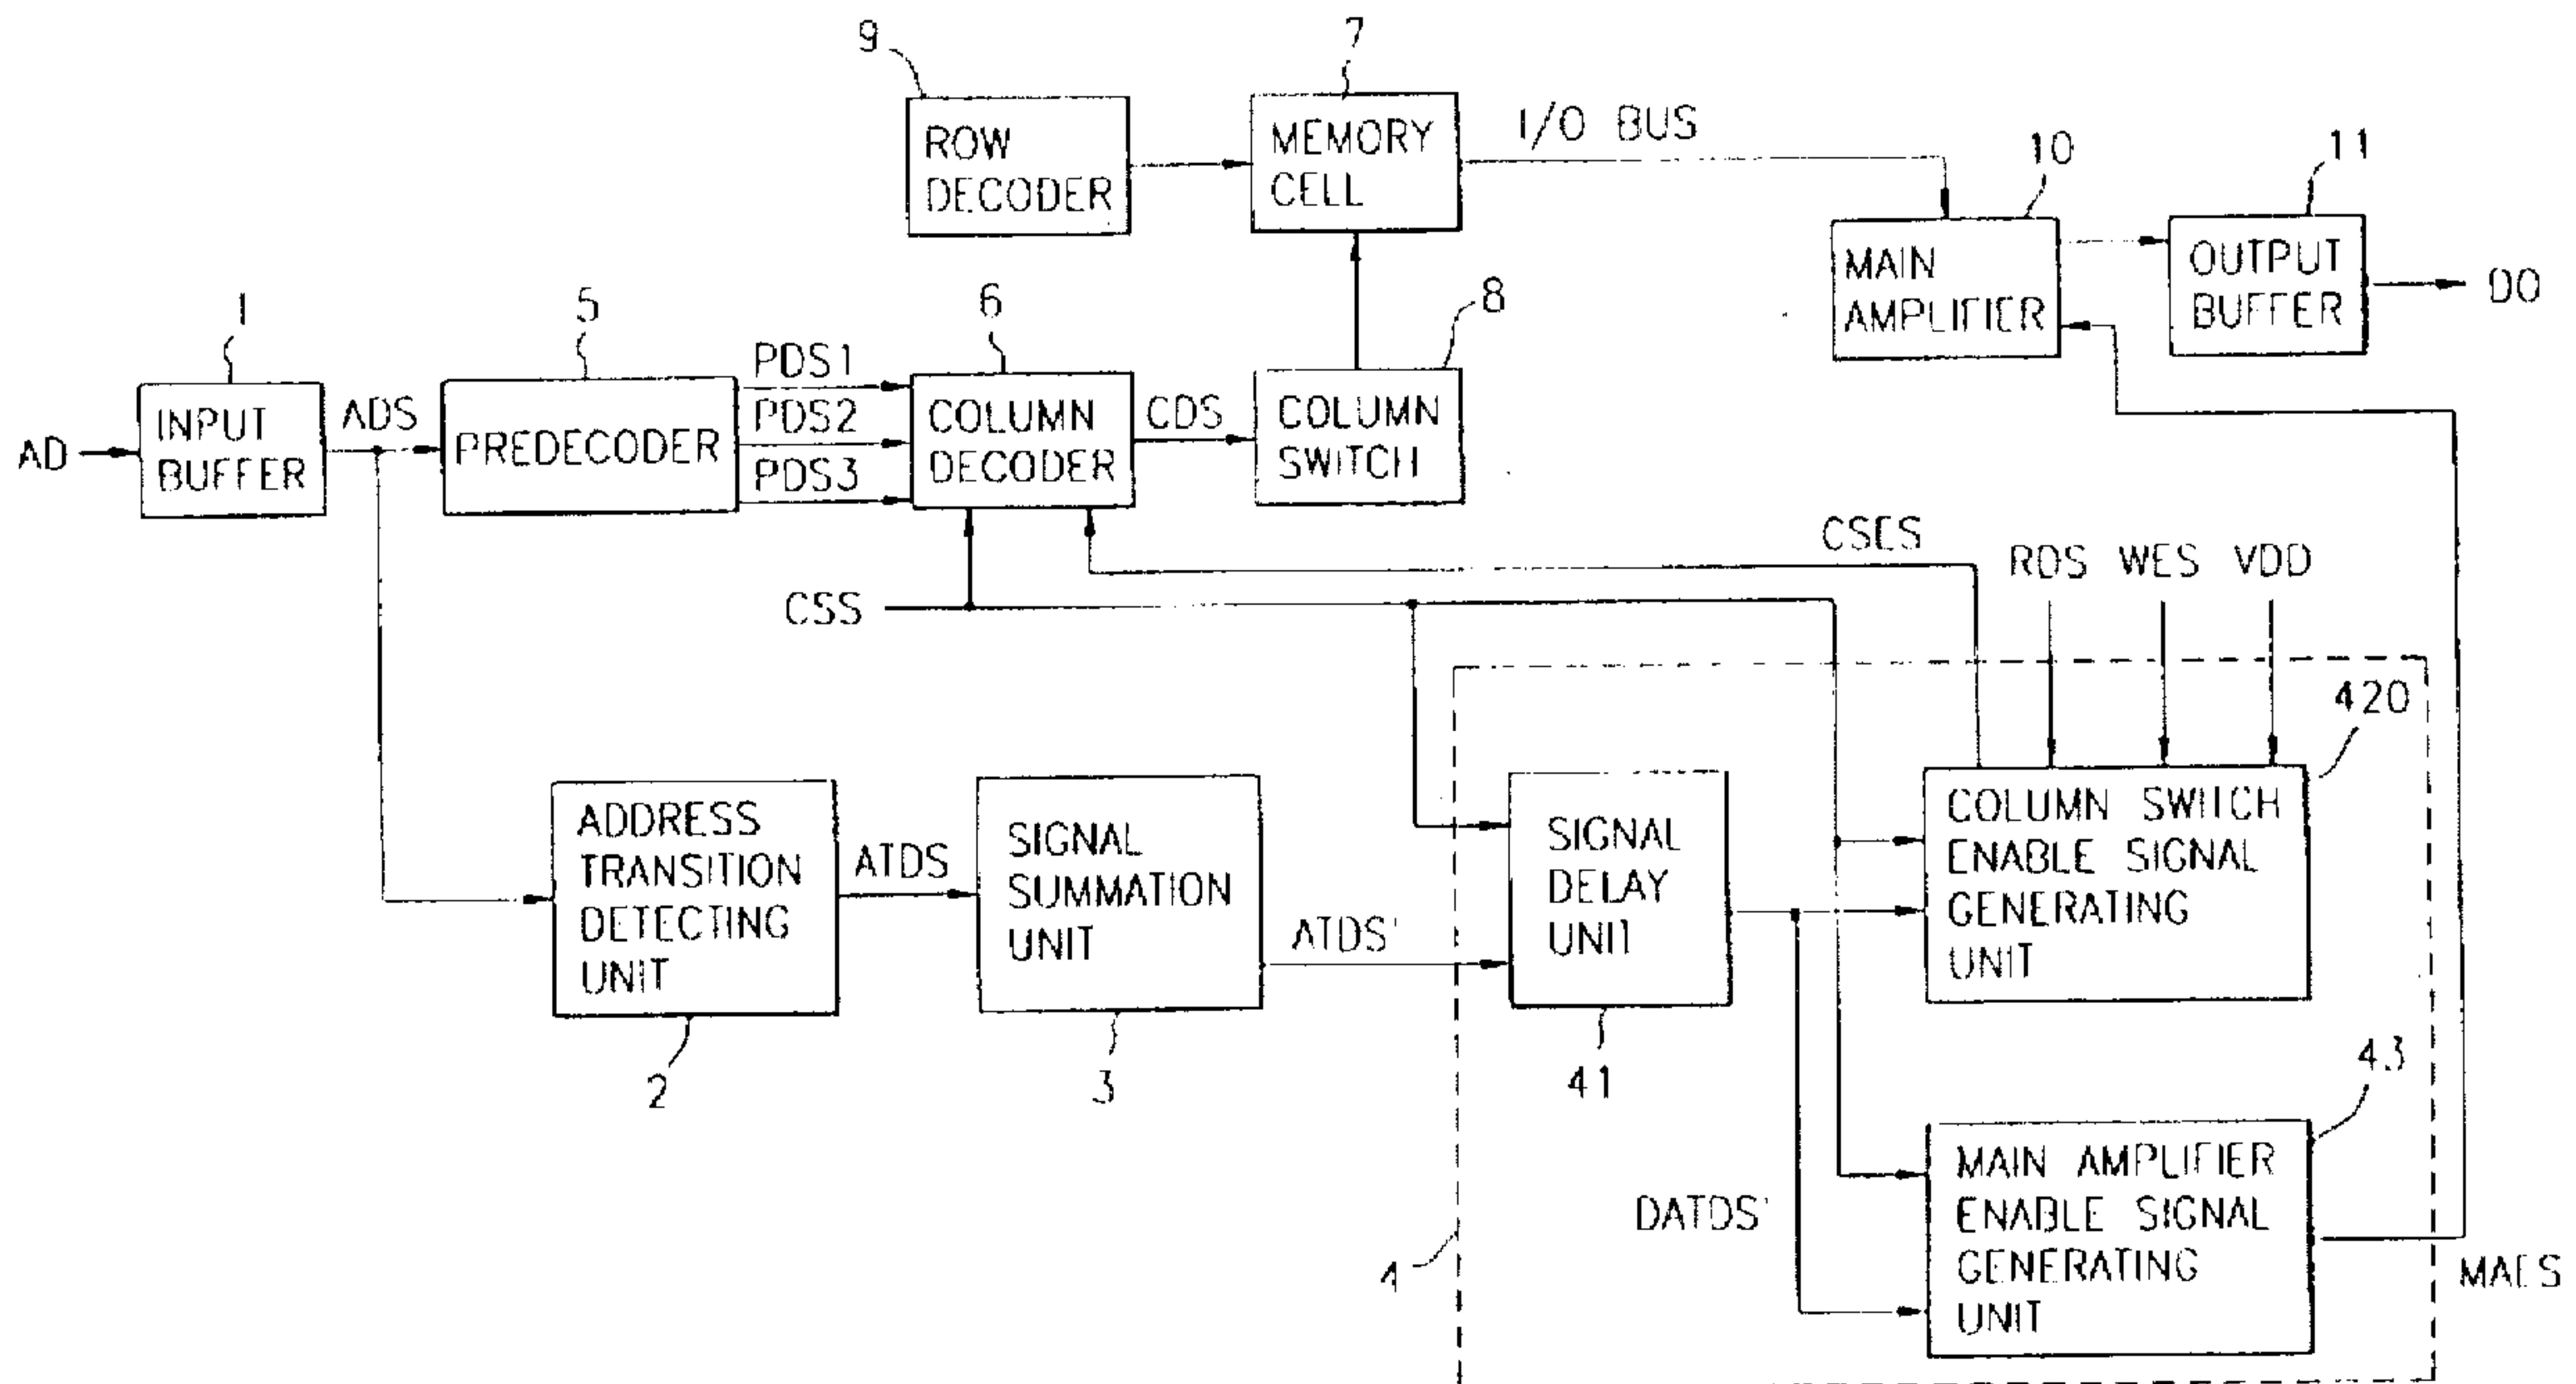 9
7
ROW
DECODER
MEMORY
CELL
I/O BUS
10
11
MAIN
AMPLIFIER
OUTPUT
BUFFER
DO
1
5
6
8
AD
INPUT
BUFFER
ADS
PREDECODER
PDS1
PDS2
PDS3
COLUMN
DECODER
CDS
COLUMN
SWITCH
CSES
RDS
WES
VDD
CSS
420
ADDRESS
TRANSITION
DETECTING
UNIT
2
ATDS
SIGNAL
SUMMATION
UNIT
3
ATDS'
SIGNAL
DELAY
UNIT
41
COLUMN SWITCH
ENABLE SIGNAL
GENERATING
UNIT
43
DATDS'
MAIN AMPLIFIER
ENABLE SIGNAL
GENERATING
UNIT
4
MAES